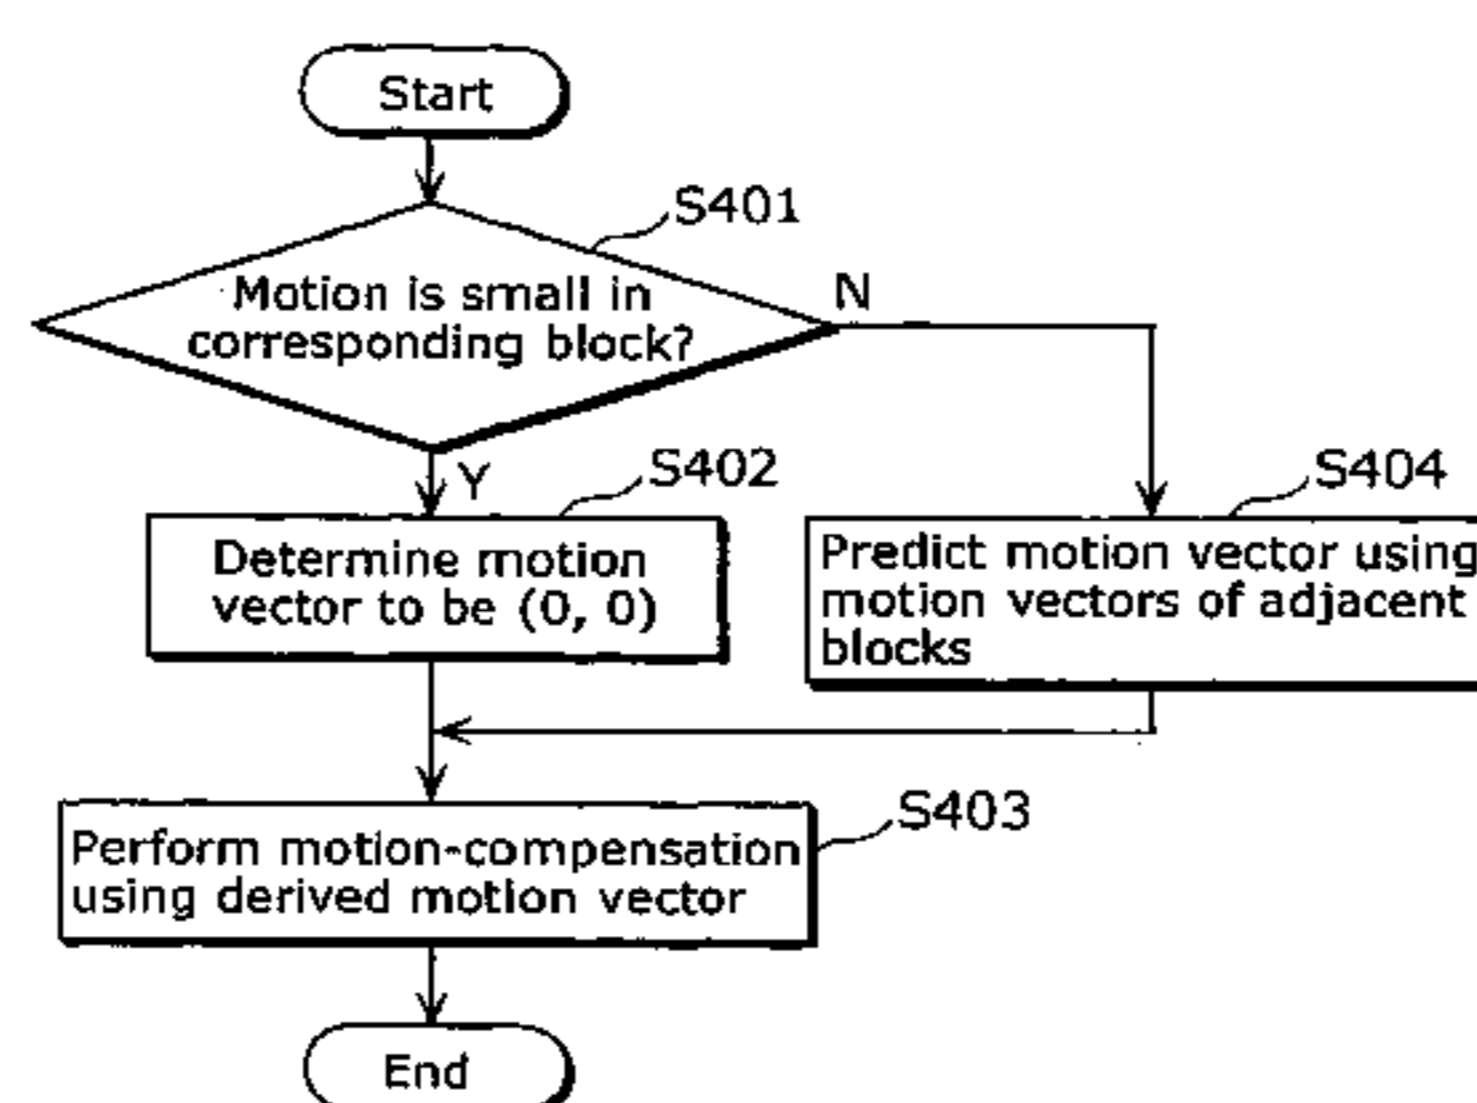 Start
S401
Motion is small in
corresponding block?
N
Y
S402
Determine motion
vector to be (0, 0)
S404
Predict motion vector using
motion vectors of adjacent
blocks
S403
Perform motion-compensation
using derived motion vector
End